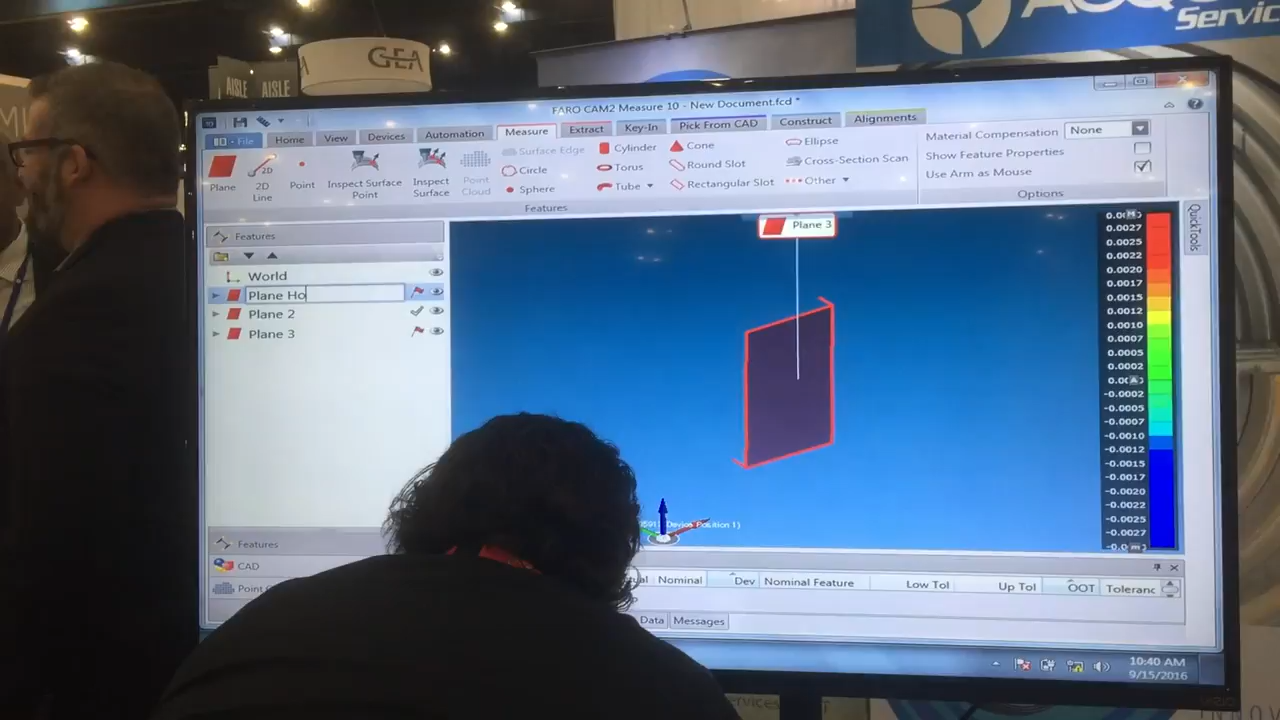 GEA
AISLE AISLE
Servic
FARO CAM2 Measure 10 - New Document.fcd *
File Home View Devices Automation Measure Extract Key-In Pick From CAD Construct Alignments
Plane
2D Line
Point
Inspect Surface Point
Inspect Surface
Point Cloud
Surface Edge
Circle
Sphere
Cylinder
Torus
Tube
Cone
Round Slot
Rectangular Slot
Ellipse
Cross-Section Scan
Other
Features
Material Compensation None
Show Feature Properties
Use Arm as Mouse
Options
QuickTools
Features
World
Plane Ho
Plane 2
Plane 3
Plane 3
0.0027
0.0025
0.0022
0.0020
0.0017
0.0015
0.0012
0.0010
0.0007
0.0005
0.0002
-0.0002
-0.0005
-0.0007
-0.0010
-0.0012
-0.0015
-0.0017
-0.0020
-0.0022
-0.0025
-0.0027
Device Position 1)
Features
CAD
Point
Nominal Dev Nominal Feature Low Tol Up Tol OOT Toleranc
Data Messages
10:40 AM
9/15/2016